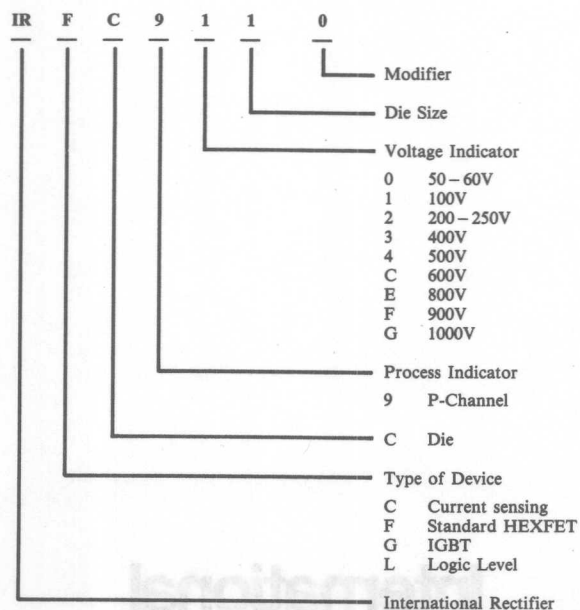 IR F C 9 1 1 0
Modifier
Die Size
Voltage Indicator
0 50–60V
1 100V
2 200–250V
3 400V
4 500V
C 600V
E 800V
F 900V
G 1000V
Process Indicator
9 P-Channel
C Die
Type of Device
C Current sensing
F Standard HEXFET
G IGBT
L Logic Level
International Rectifier
International